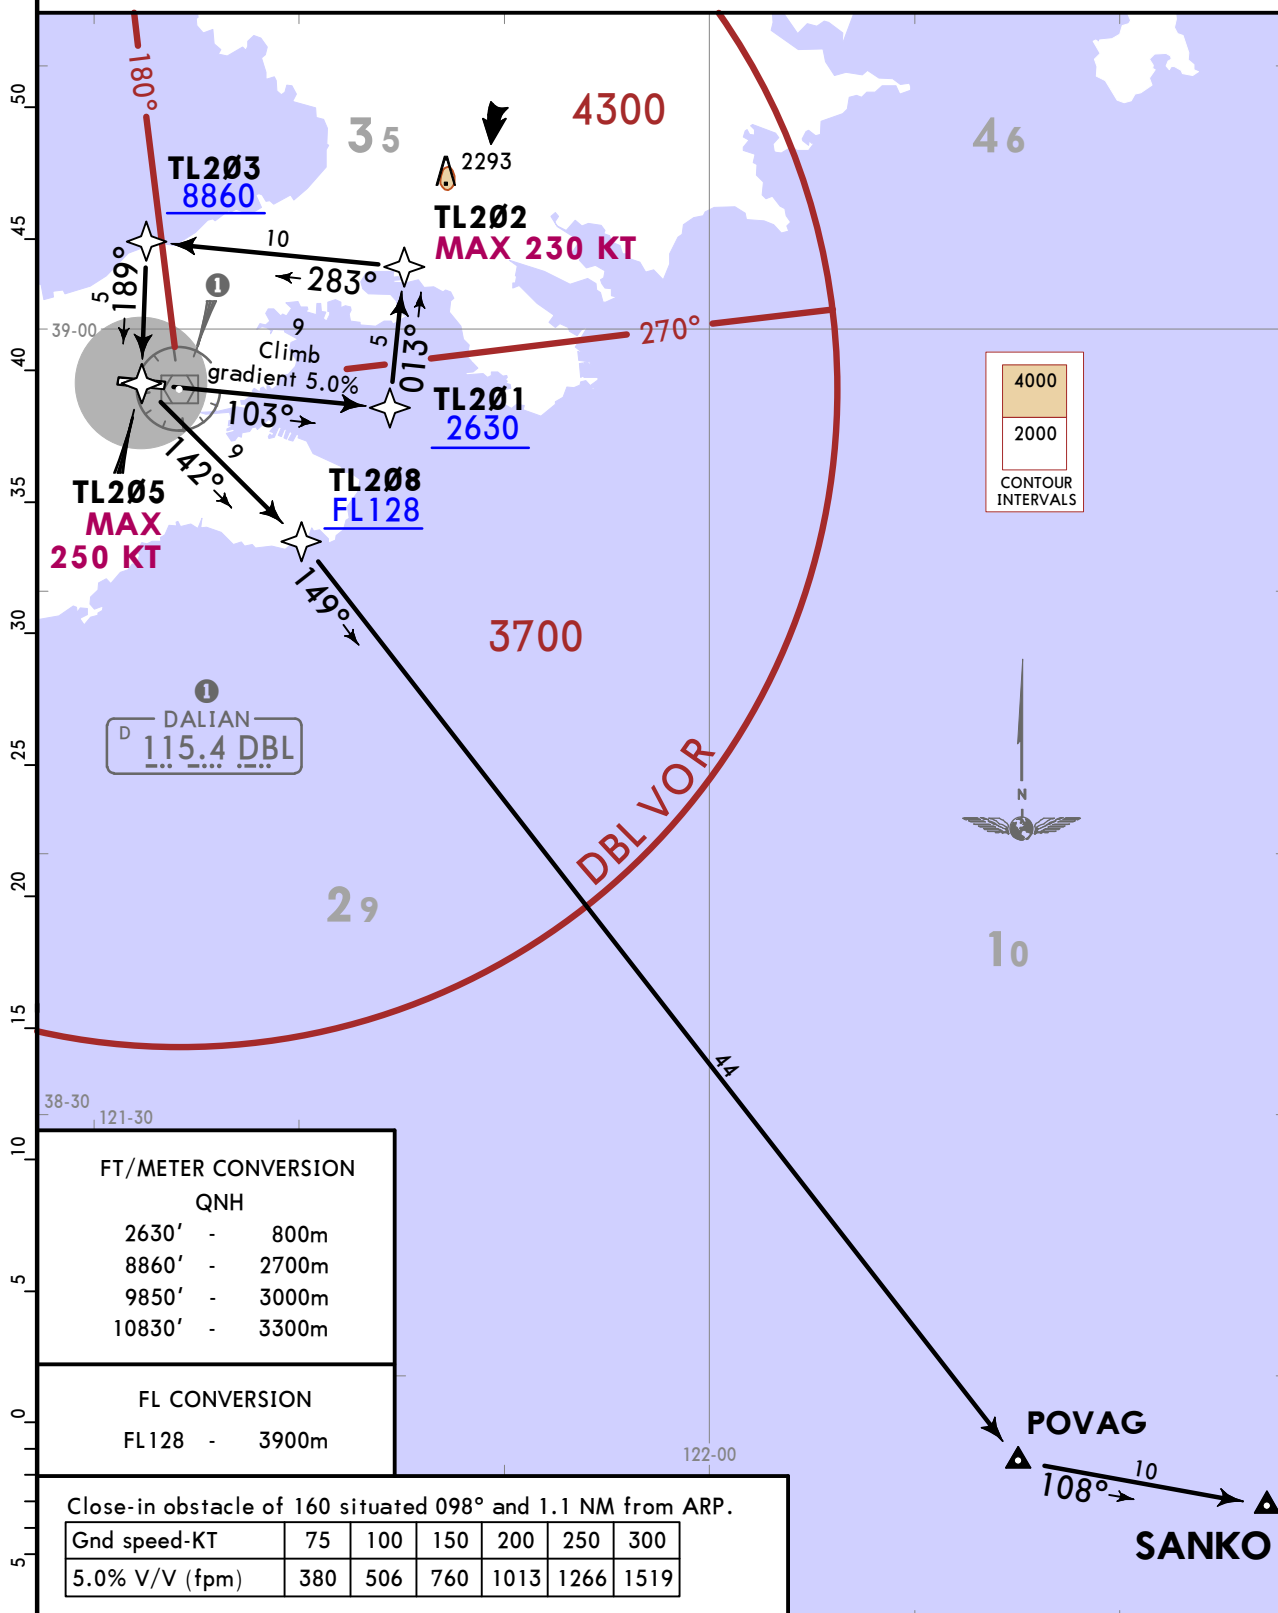 50
45
40
35
30
25
20
15
10
5
0
5
180°
35
4300
46
2293
TL2Ø3
8860
TL2Ø2
MAX 230 KT
10
283°
5
189°
1
39-00
9
Climb
gradient 5.0%
103°
5
013°
270°
TL2Ø1
2630
4000
2000
CONTOUR
INTERVALS
9
142°
TL2Ø8
FL128
TL2Ø5
MAX
250 KT
149°
3700
1
DALIAN
D 115.4 DBL
DBL VOR
N
29
10
44
38-30
121-30
FT/METER CONVERSION
QNH
2630' - 800m
8860' - 2700m
9850' - 3000m
10830' - 3300m
FL CONVERSION
FL128 - 3900m
122-00
POVAG
10
108°
SANKO
Close-in obstacle of 160 situated 098° and 1.1 NM from ARP.
Gnd speed-KT 75 100 150 200 250 300
5.0% V/V (fpm) 380 506 760 1013 1266 1519